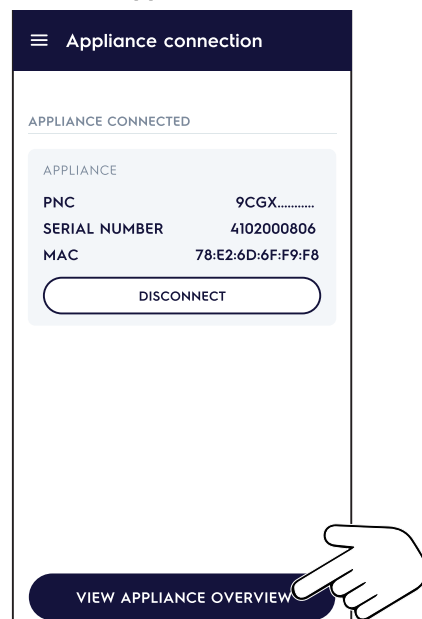 Appliance connection
APPLIANCE CONNECTED
APPLIANCE
PNC 9CGX...........
SERIAL NUMBER 4102000806
MAC 78:E2:6D:6F:F9:F8
DISCONNECT
VIEW APPLIANCE OVERVIEW